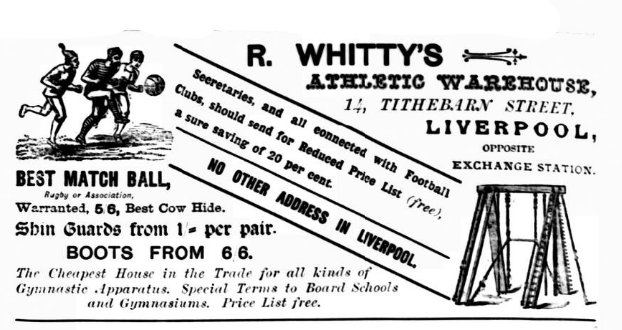 R. WHITTY'S
ATHLETIC WAREHOUSE,
14, TITHEBARN STREET,
LIVERPOOL,
OPPOSITE
EXCHANGE STATION.
Secretaries, and all connected with Football
Clubs, should send for Reduced Price List (free),
a sure saving of 20 per cent.
NO OTHER ADDRESS IN LIVERPOOL.
BEST MATCH BALL,
Rugby or Association,
Warranted, 5/6, Best Cow Hide.
Shin Guards from 1/= per pair.
BOOTS FROM 6/6.
The Cheapest House in the Trade for all kinds of
Gymnastic Apparatus. Special Terms to Board Schools
and Gymnasiums. Price List free.